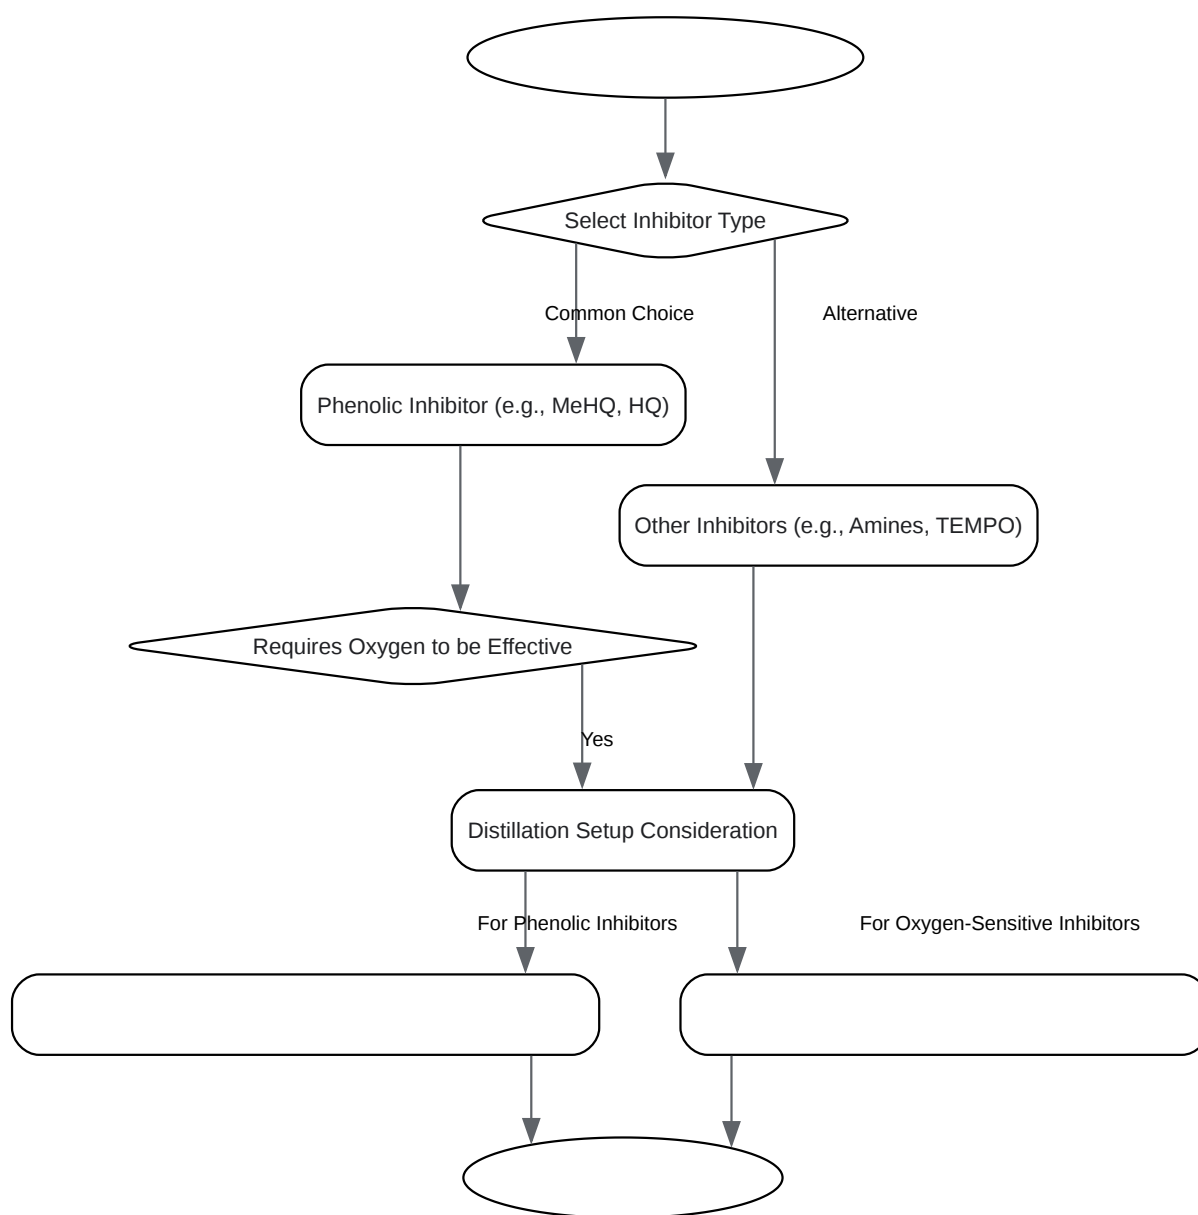 Select Inhibitor Type
Common Choice
Alternative
Phenolic Inhibitor (e.g., MeHQ, HQ)
Other Inhibitors (e.g., Amines, TEMPO)
Requires Oxygen to be Effective
Yes
Distillation Setup Consideration
For Phenolic Inhibitors
For Oxygen-Sensitive Inhibitors